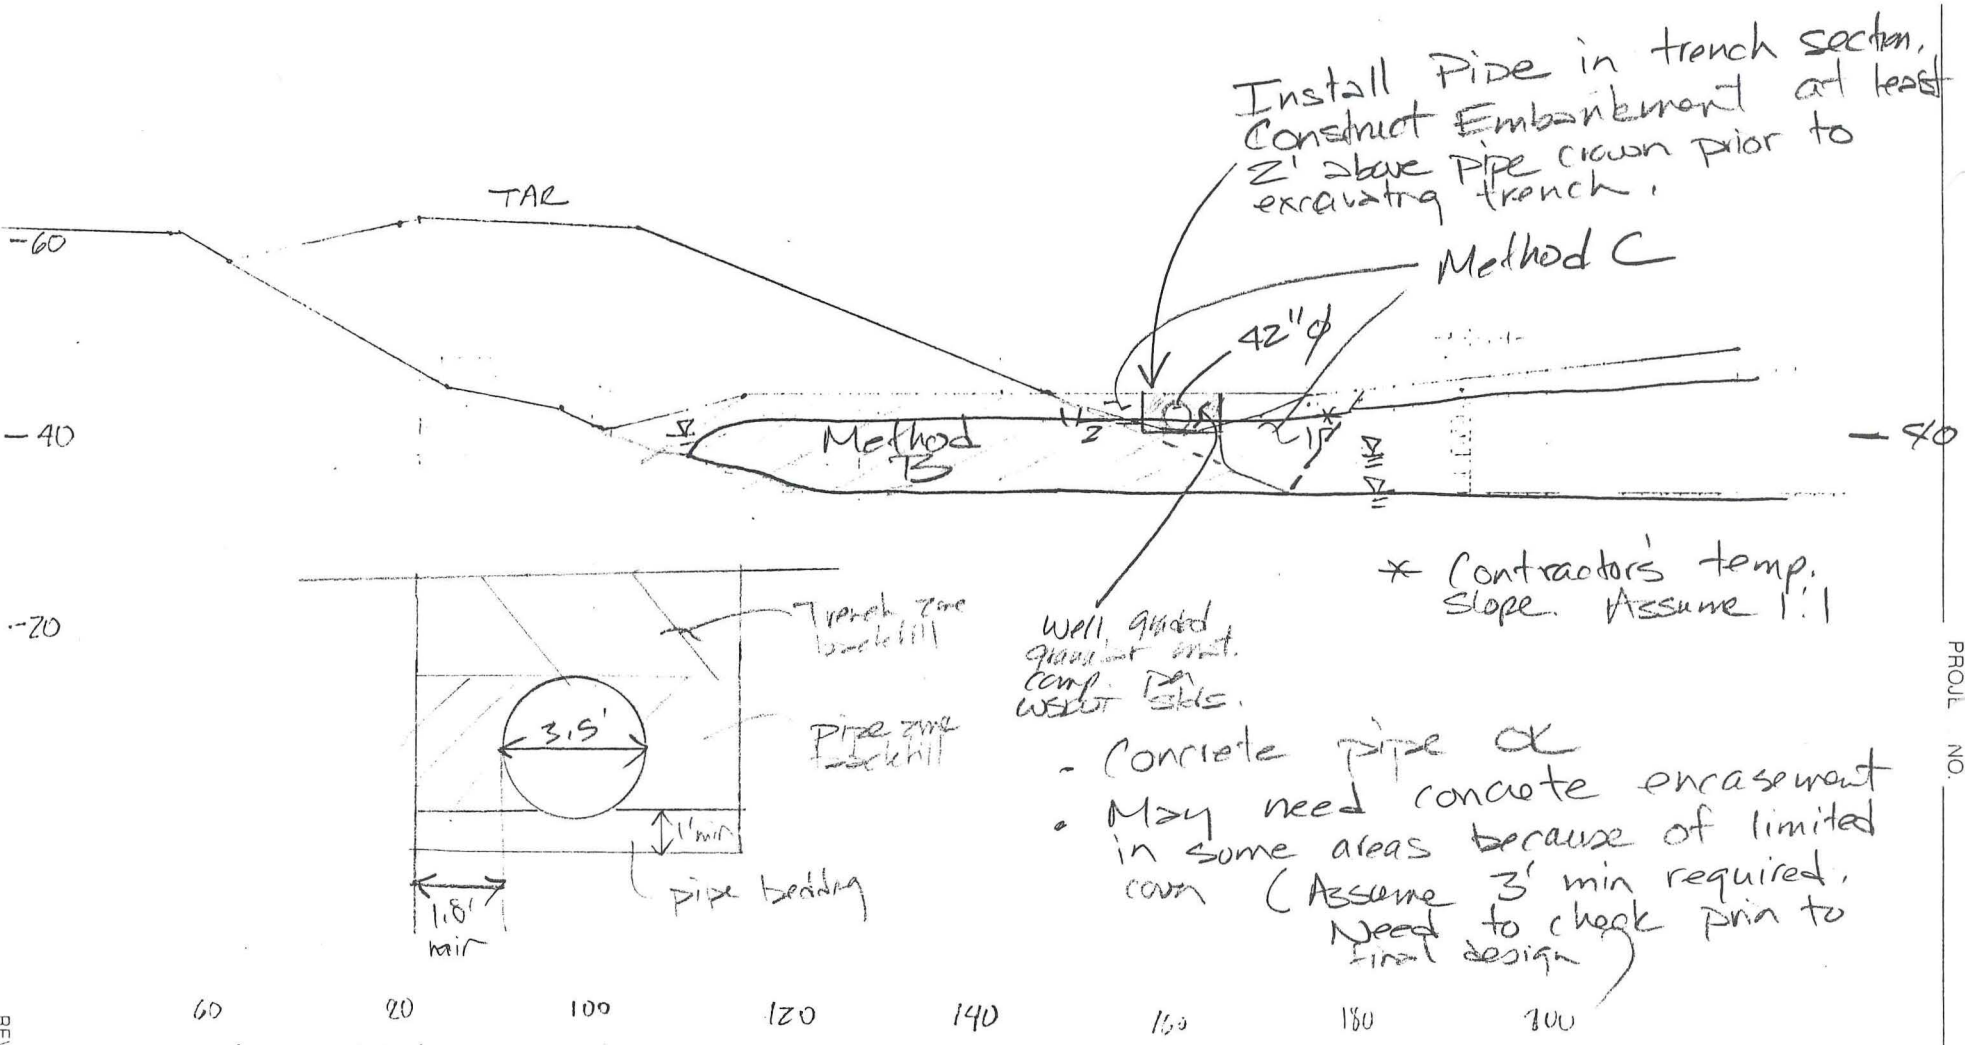 Install Pipe in trench section.
Construct Embankment at least
2' above pipe crown prior to
excavating trench.
TAR
-60
Method C
42"φ
-40
Method
B
1
2
1
1*
-40
* Contractor's temp.
Slope. Assume 1:1
-20
Trench zone
backfill
well graded
granular mat.
comp. per
WSDOT Stds.
3.5'
pipe zone
backfill
- Concrete pipe OK
• May need concrete encasement
in some areas because of limited
cover (Assume 3' min required.
Need to check prior to
final design
1' min
pipe bedding
1.8'
min
60
80
100
120
140
160
180
200
PROJE NO.
REV